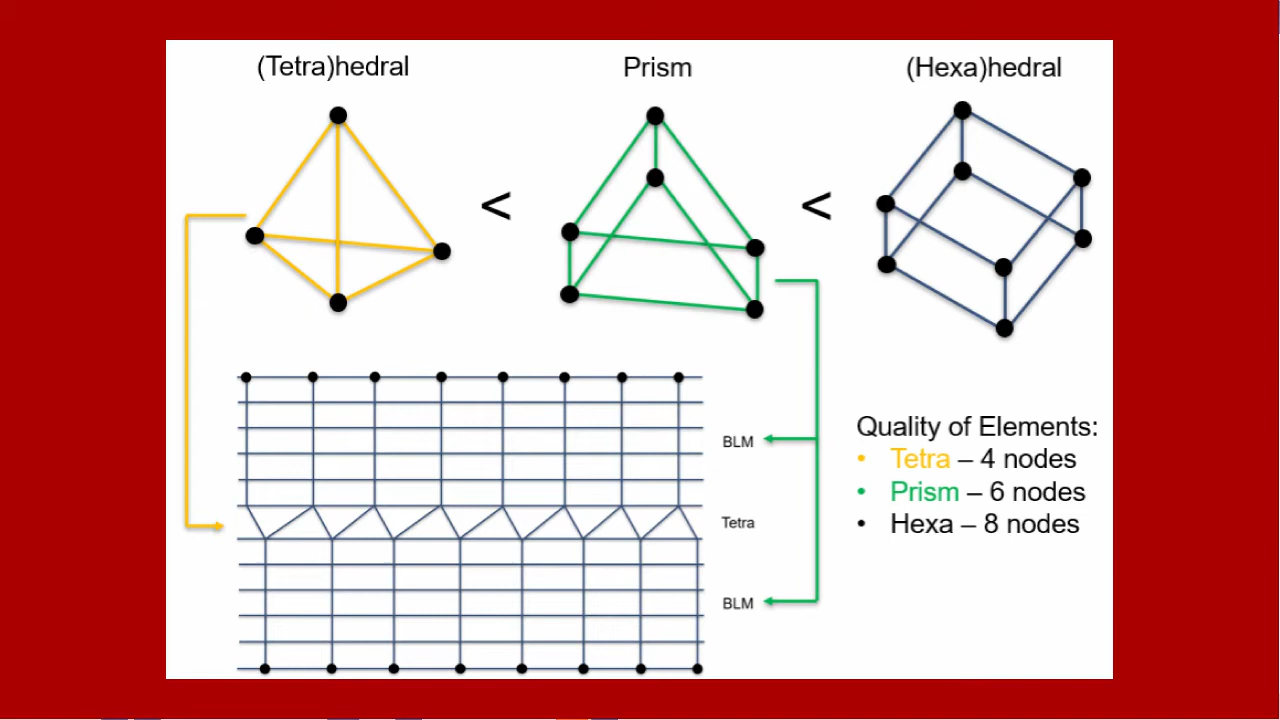 (Tetra)hedral
Prism
(Hexa)hedral
<
<
BLM
Tetra
BLM
Quality of Elements:
• Tetra – 4 nodes
• Prism – 6 nodes
• Hexa – 8 nodes